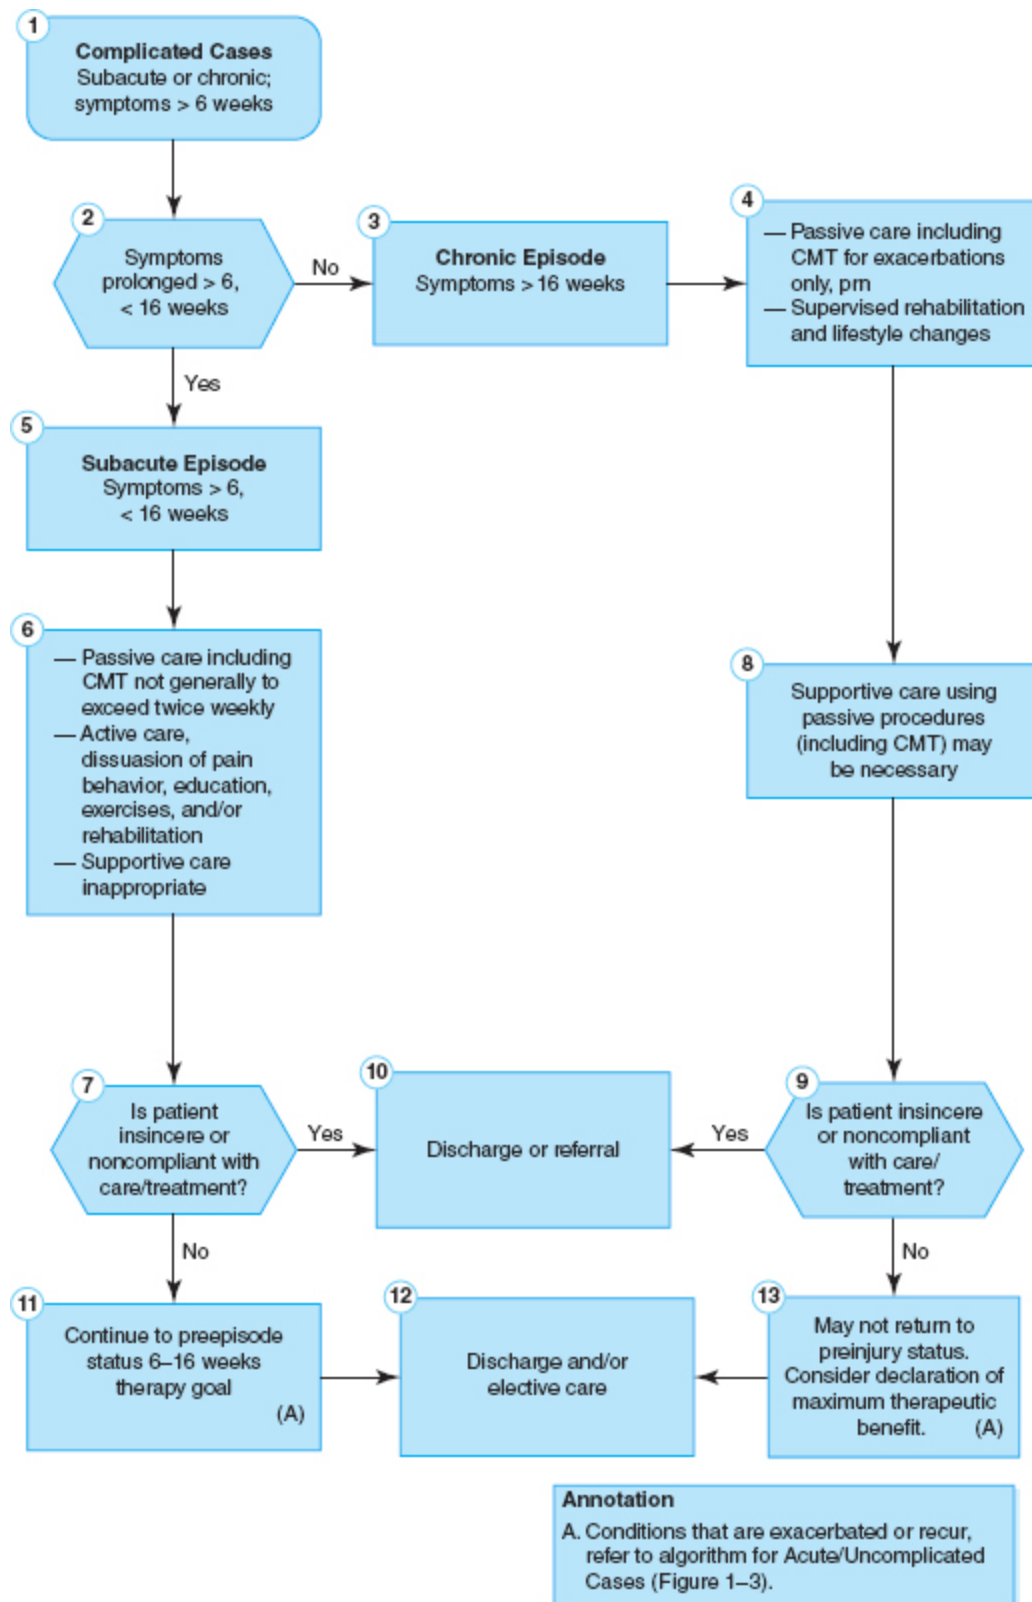 1
Complicated Cases
Subacute or chronic;
symptoms > 6 weeks
2
Symptoms
prolonged > 6,
< 16 weeks
No
3
Chronic Episode
Symptoms > 16 weeks
4
— Passive care including
CMT for exacerbations
only, prn
— Supervised rehabilitation
and lifestyle changes
Yes
5
Subacute Episode
Symptoms > 6,
< 16 weeks
6
— Passive care including
CMT not generally to
exceed twice weekly
— Active care,
dissuasion of pain
behavior, education,
exercises, and/or
rehabilitation
— Supportive care
inappropriate
8
Supportive care using
passive procedures
(including CMT) may
be necessary
7
Is patient
insincere or
noncompliant with
care/treatment?
Yes
10
Discharge or referral
Yes
9
Is patient insincere
or noncompliant
with care/
treatment?
No
No
11
Continue to preepisode
status 6–16 weeks
therapy goal
(A)
12
Discharge and/or
elective care
13
May not return to
preinjury status.
Consider declaration of
maximum therapeutic
benefit. (A)
Annotation
A. Conditions that are exacerbated or recur,
refer to algorithm for Acute/Uncomplicated
Cases (Figure 1–3).